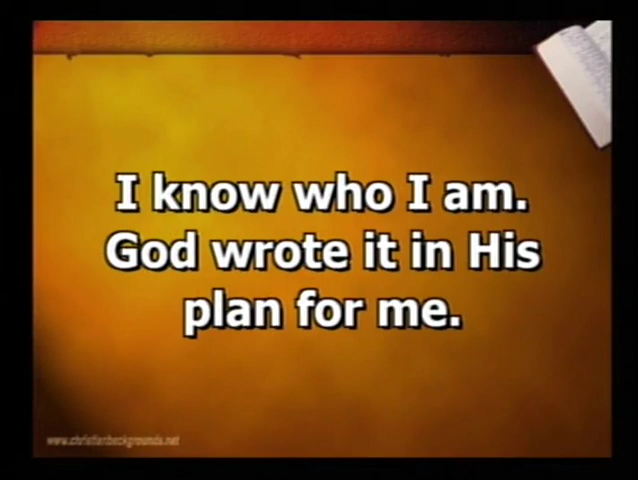 I know who I am.
God wrote it in His
plan for me.
www.christianbackgrounds.net